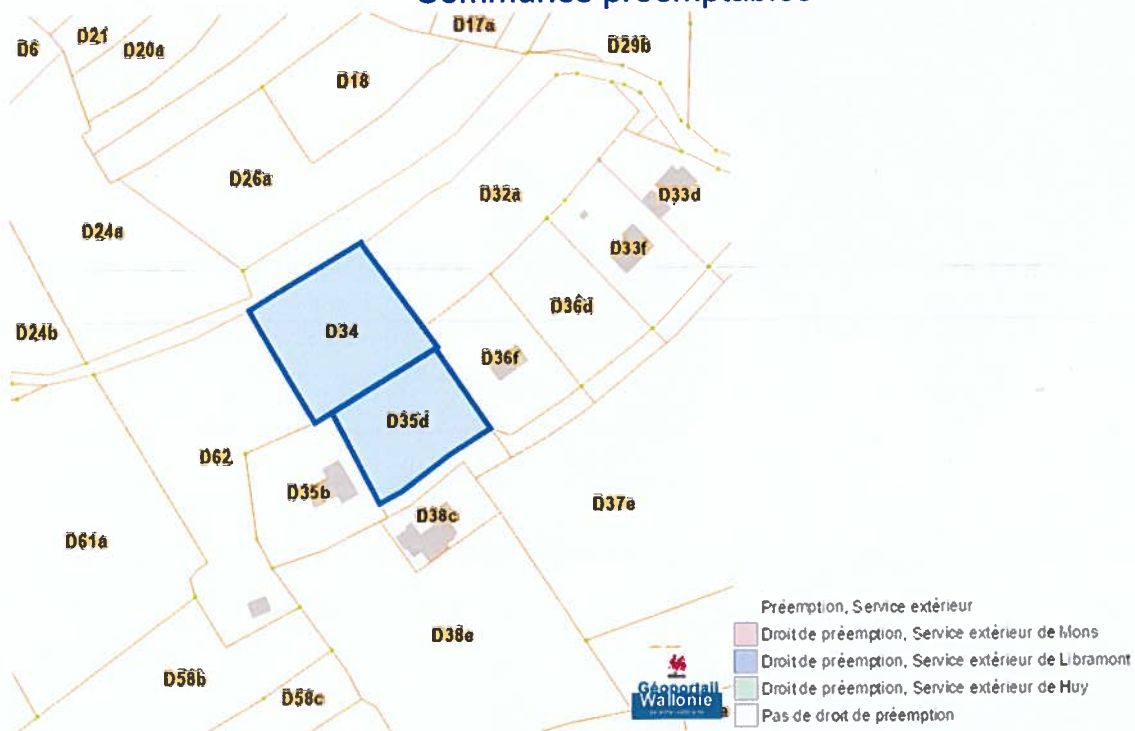 Communes préemptables
D17a
D21
D6
D20a
D29b
D18
D26a
D32a
D33d
D24a
D33f
D36d
D34
D24b
D36f
D35d
D62
D35b
D37e
D38c
D61a
D38e
D58b
D58c
Préemption, Service extérieur
Droit de préemption, Service extérieur de Mons
Droit de préemption, Service extérieur de Libramont
Droit de préemption, Service extérieur de Huy
Pas de droit de préemption
Géoportail
Wallonie